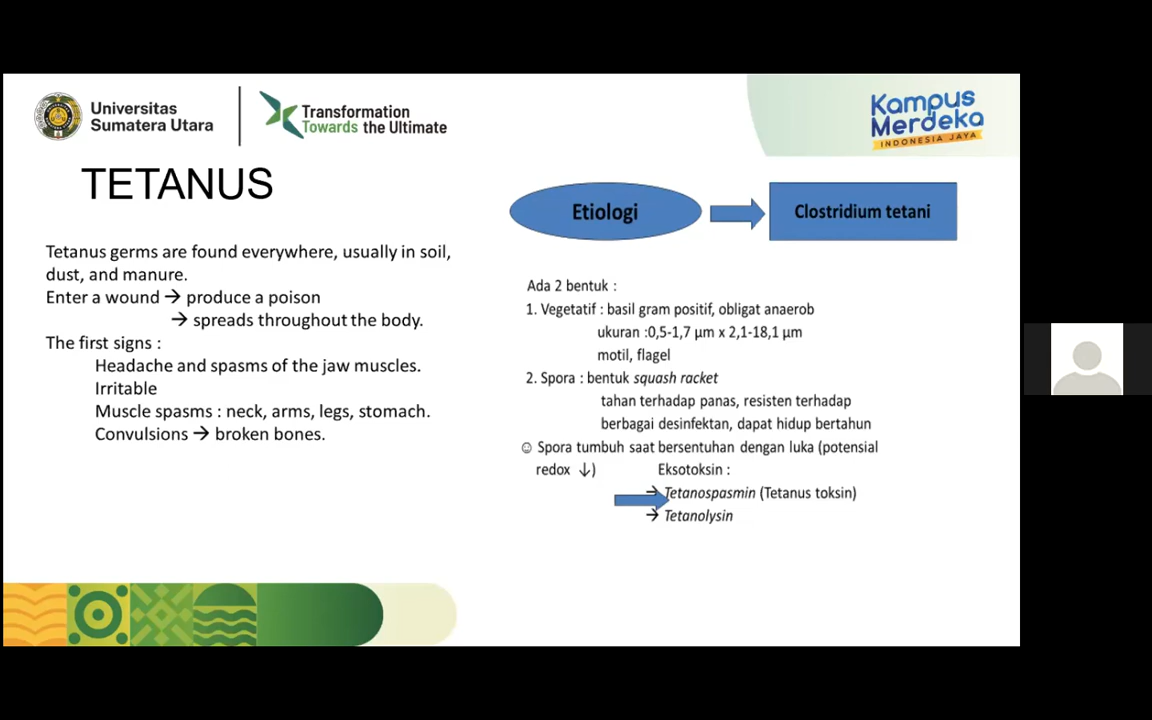 Universitas
Sumatera Utara
Transformation
Towards the Ultimate
Kampus
Merdeka
INDONESIA JAYA
TETANUS
Tetanus germs are found everywhere, usually in soil,
dust, and manure.
Enter a wound → produce a poison
→ spreads throughout the body.
The first signs :
Headache and spasms of the jaw muscles.
Irritable
Muscle spasms : neck, arms, legs, stomach.
Convulsions → broken bones.
Etiologi
Clostridium tetani
Ada 2 bentuk :
1. Vegetatif : basil gram positif, obligat anaerob
ukuran :0,5-1,7 µm x 2,1-18,1 µm
motil, flagel
2. Spora : bentuk squash racket
tahan terhadap panas, resisten terhadap
berbagai desinfektan, dapat hidup bertahun
☺ Spora tumbuh saat bersentuhan dengan luka (potensial
redox ↓) Eksotoksin :
→ Tetanospasmin (Tetanus toksin)
→ Tetanolysin